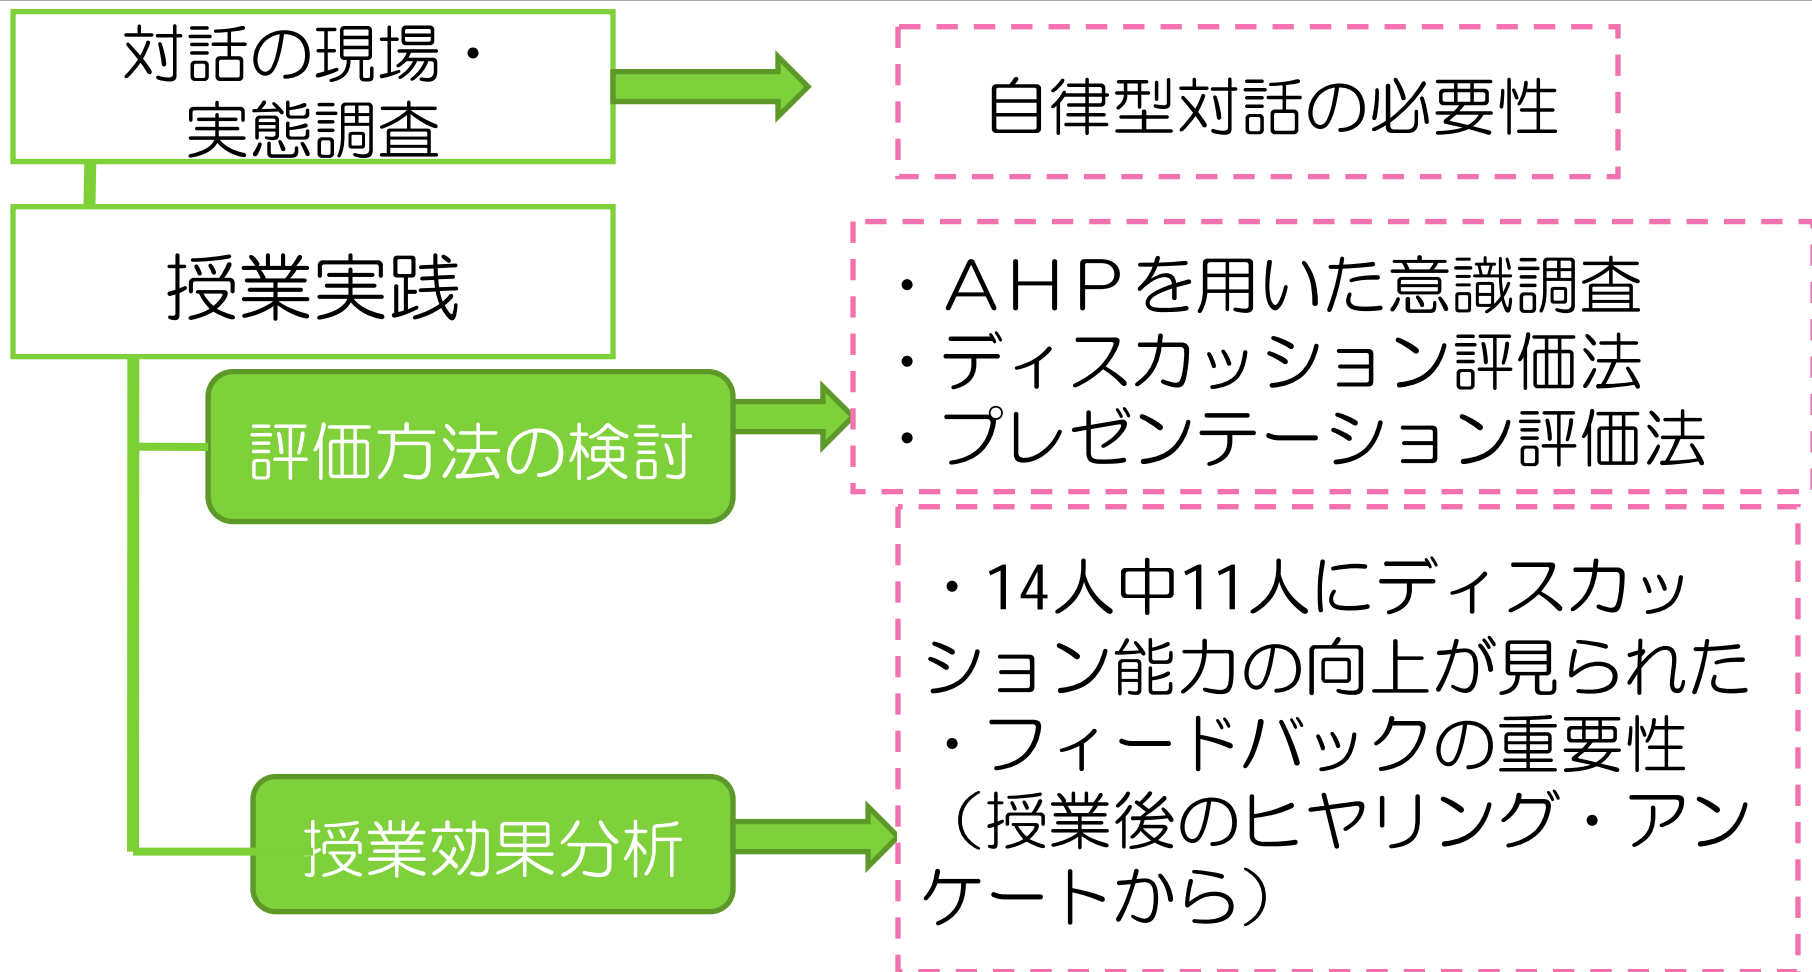 対話の現場・
実態調査
自律型対話の必要性
授業実践
・ＡＨＰを用いた意識調査
・ディスカッション評価法
・プレゼンテーション評価法
評価方法の検討
・14人中11人にディスカッ
ション能力の向上が見られた
・フィードバックの重要性
（授業後のヒヤリング・アン
ケートから）
授業効果分析